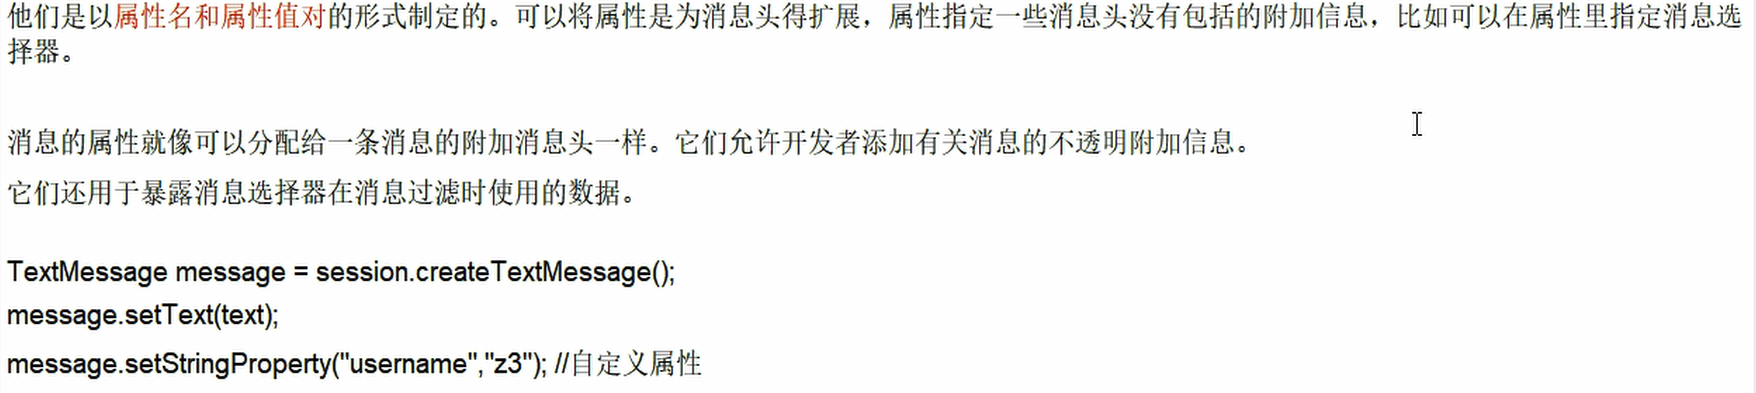 他们是以属性名和属性值对的形式制定的。可以将属性是为消息头得扩展，属性指定一些消息头没有包括的附加信息，比如可以在属性里指定消息选
择器。
消息的属性就像可以分配给一条消息的附加消息头一样。它们允许开发者添加有关消息的不透明附加信息。
它们还用于暴露消息选择器在消息过滤时使用的数据。
TextMessage message = session.createTextMessage();
message.setText(text);
message.setStringProperty("username","z3"); //自定义属性